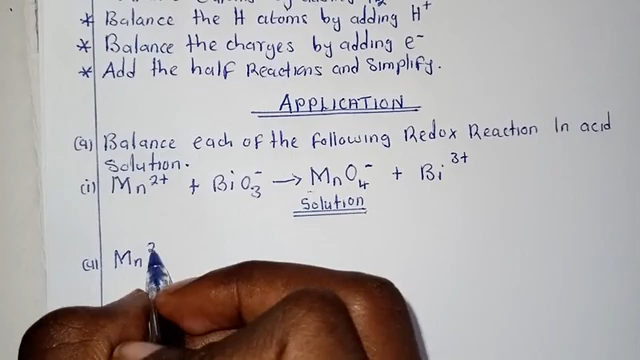 * Balance the H atoms by adding H⁺
* Balance the charges by adding e⁻
* Add the half Reactions and Simplify.
APPLICATION
(a) Balance each of the following Redox Reaction In acid
Solution.
(i) Mn²⁺ + BiO₃⁻ → MnO₄⁻ + Bi³⁺
Solution
Mn